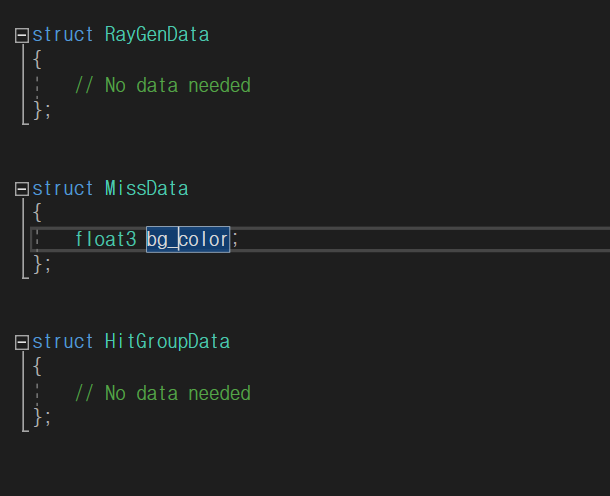 struct RayGenData
{
// No data needed
};
struct MissData
{
float3 bg_color;
};
struct HitGroupData
{
// No data needed
};